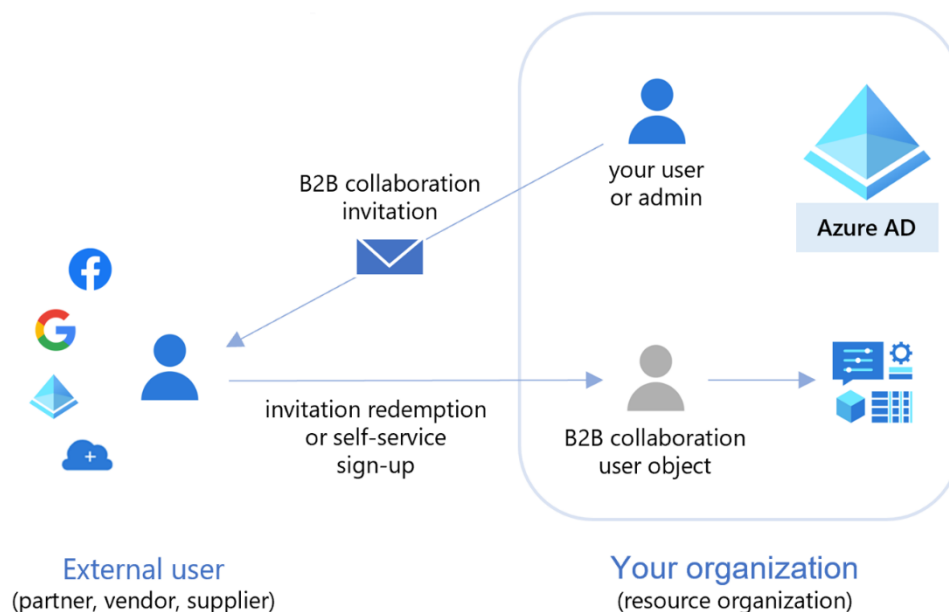 B2B collaboration
invitation
your user
or admin
Azure AD
invitation redemption
or self-service
sign-up
B2B collaboration
user object
External user
(partner, vendor, supplier)
Your organization
(resource organization)